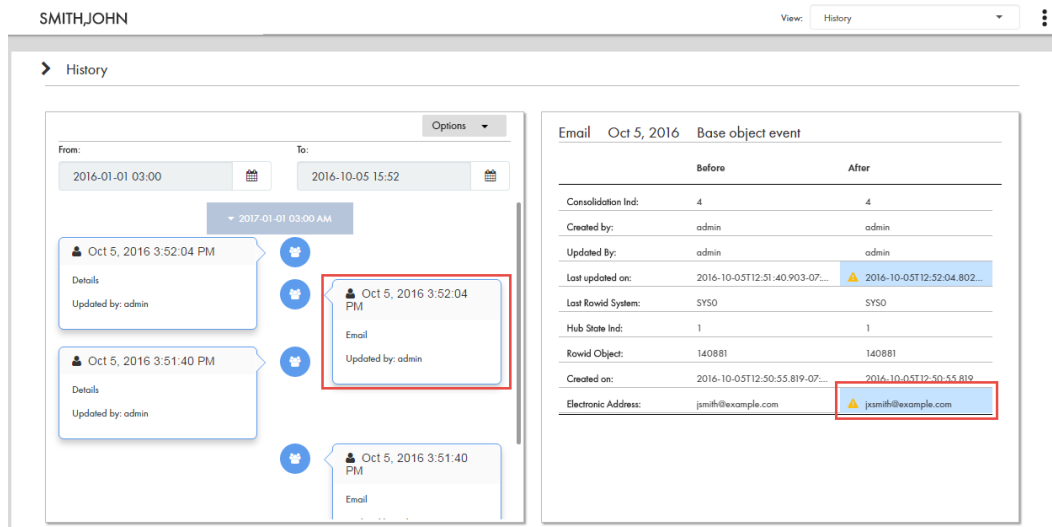 SMITH,JOHN
View: History
History
Options
From: To:
2016-01-01 03:00 2016-10-05 15:52
2017-01-01 03:00 AM
Oct 5, 2016 3:52:04 PM
Details
Updated by: admin
Oct 5, 2016 3:52:04
PM
Email
Updated by: admin
Oct 5, 2016 3:51:40 PM
Details
Updated by: admin
Oct 5, 2016 3:51:40
PM
Email
Email Oct 5, 2016 Base object event
Before After
Consolidation Ind: 4 4
Created by: admin admin
Updated By: admin admin
Last updated on: 2016-10-05T12:51:40.903-07:... 2016-10-05T12:52:04.802...
Last Rowid System: SYS0 SYS0
Hub State Ind: 1 1
Rowid Object: 140881 140881
Created on: 2016-10-05T12:50:55.819-07:... 2016-10-05T12:50:55.819
Electronic Address: jsmith@example.com jxsmith@example.com